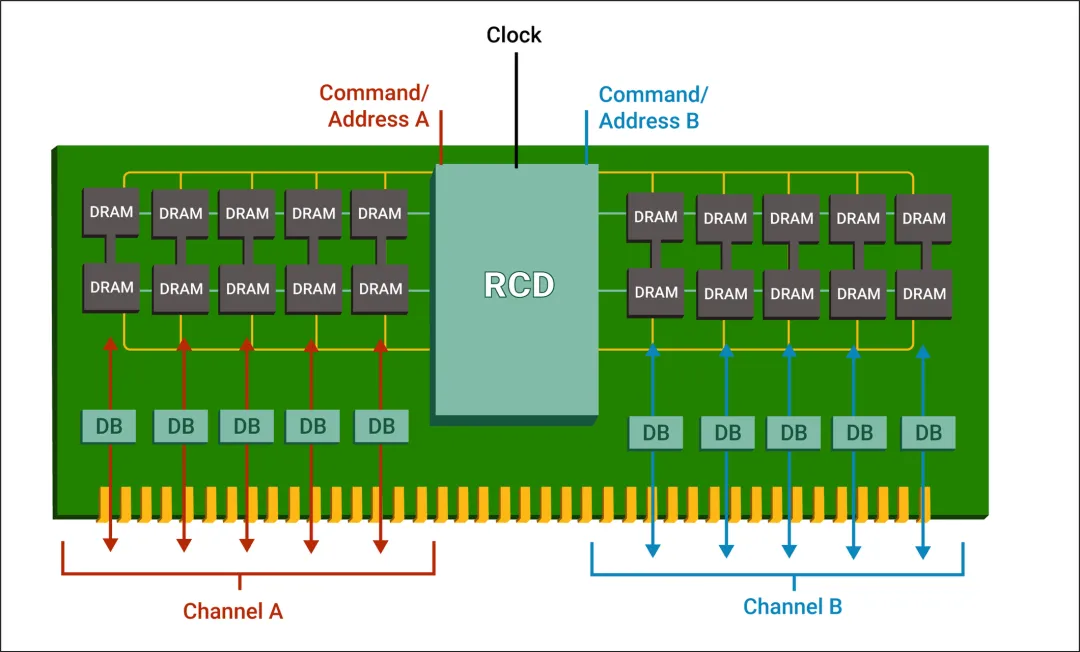 Clock
Command/
Address A
Command/
Address B
DRAM DRAM DRAM DRAM DRAM
DRAM DRAM DRAM DRAM DRAM
DRAM DRAM DRAM DRAM DRAM
DRAM DRAM DRAM DRAM DRAM
RCD
DB DB DB DB DB
DB DB DB DB DB
Channel A
Channel B